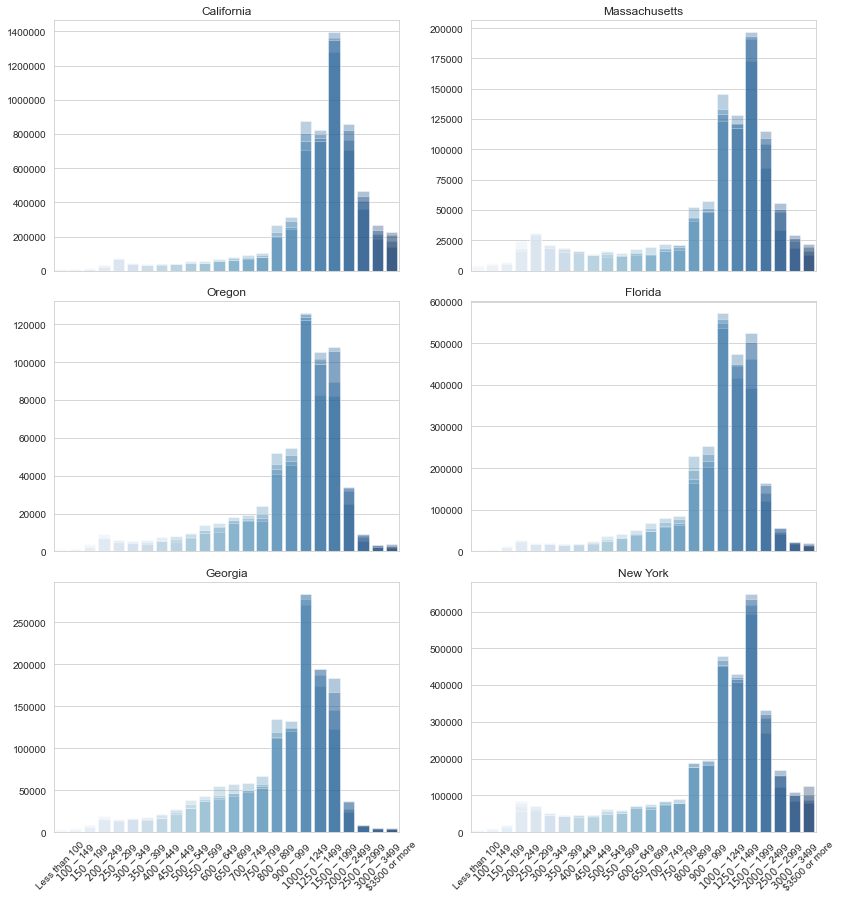 California
1400000
1200000
1000000
800000
600000
400000
200000
0
Massachusetts
200000
175000
150000
125000
100000
75000
50000
25000
0
Oregon
120000
100000
80000
60000
40000
20000
0
Florida
600000
500000
400000
300000
200000
100000
0
Georgia
250000
200000
150000
100000
50000
0
Less than 100
100 − 149
150 − 199
200 − 249
250 − 299
300 − 349
350 − 399
400 − 449
450 − 449
500 − 549
550 − 599
600 − 649
650 − 699
700 − 749
750 − 799
800 − 899
900 − 999
1000 − 1249
1250 − 1499
1500 − 1999
2000 − 2499
2500 − 2999
3000 − 3499
$3500 or more
New York
600000
500000
400000
300000
200000
100000
0
Less than 100
100 − 149
150 − 199
200 − 249
250 − 299
300 − 349
350 − 399
400 − 449
450 − 449
500 − 549
550 − 599
600 − 649
650 − 699
700 − 749
750 − 799
800 − 899
900 − 999
1000 − 1249
1250 − 1499
1500 − 1999
2000 − 2499
2500 − 2999
3000 − 3499
$3500 or more